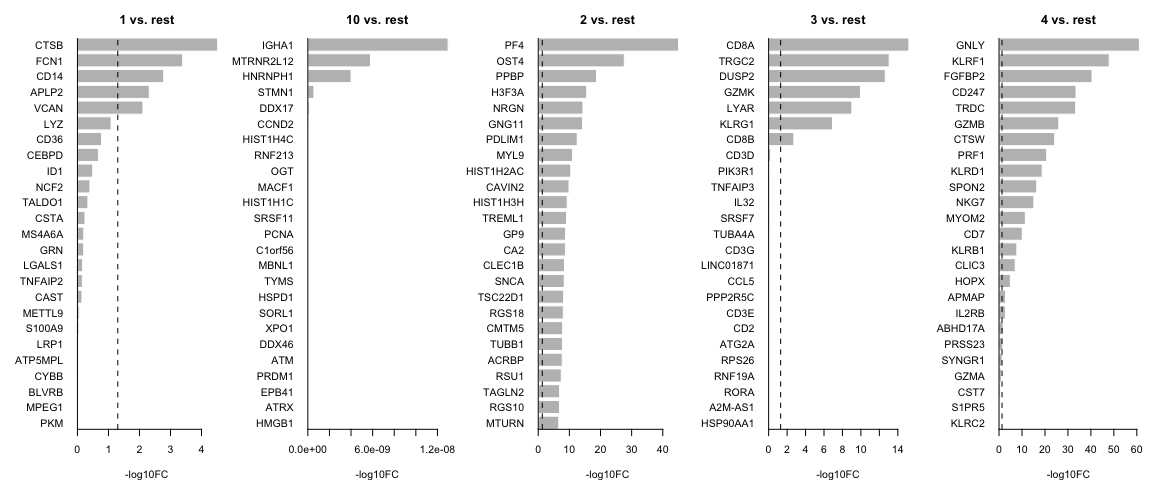 1 vs. rest
CTSB
FCN1
CD14
APLP2
VCAN
LYZ
CD36
CEBPD
ID1
NCF2
TALDO1
CSTA
MS4A6A
GRN
LGALS1
TNFAIP2
CAST
METTL9
S100A9
LRP1
ATP5MPL
CYBB
BLVRB
MPEG1
PKM
0 1 2 3 4
-log10FC
10 vs. rest
IGHA1
MTRNR2L12
HNRNPH1
STMN1
DDX17
CCND2
HIST1H4C
RNF213
OGT
MACF1
HIST1H1C
SRSF11
PCNA
C1orf56
MBNL1
TYMS
HSPD1
SORL1
XPO1
DDX46
ATM
PRDM1
EPB41
ATRX
HMGB1
0.0e+00 6.0e-09 1.2e-08
-log10FC
2 vs. rest
PF4
OST4
PPBP
H3F3A
NRGN
GNG11
PDLIM1
MYL9
HIST1H2AC
CAVIN2
HIST1H3H
TREML1
GP9
CA2
CLEC1B
SNCA
TSC22D1
RGS18
CMTM5
TUBB1
ACRBP
RSU1
TAGLN2
RGS10
MTURN
0 10 20 30 40
-log10FC
3 vs. rest
CD8A
TRGC2
DUSP2
GZMK
LYAR
KLRG1
CD8B
CD3D
PIK3R1
TNFAIP3
IL32
SRSF7
TUBA4A
CD3G
LINC01871
CCL5
PPP2R5C
CD3E
CD2
ATG2A
RPS26
RNF19A
RORA
A2M-AS1
HSP90AA1
0 2 4 6 8 10 14
-log10FC
4 vs. rest
GNLY
KLRF1
FGFBP2
CD247
TRDC
GZMB
CTSW
PRF1
KLRD1
SPON2
NKG7
MYOM2
CD7
KLRB1
CLIC3
HOPX
APMAP
IL2RB
ABHD17A
PRSS23
SYNGR1
GZMA
CST7
S1PR5
KLRC2
0 10 20 30 40 50 60
-log10FC